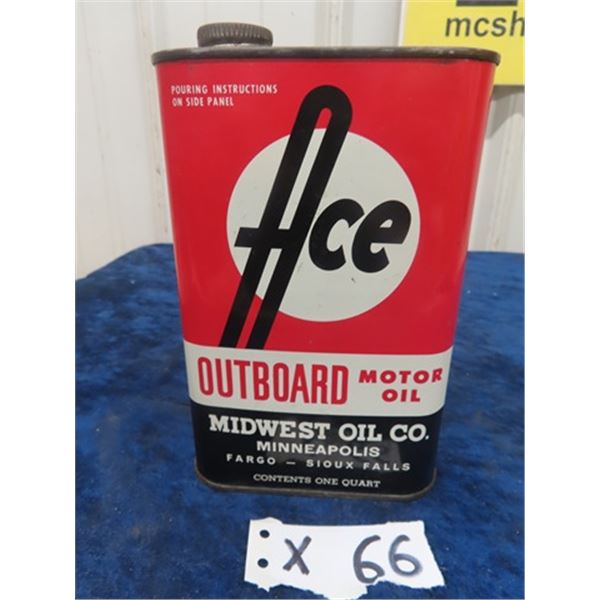 mcsh
POURING INSTRUCTIONS
ON SIDE PANEL
Ace
OUTBOARD MOTOR OIL
MIDWEST OIL CO.
MINNEAPOLIS
FARGO — SIOUX FALLS
CONTENTS ONE QUART
X 66